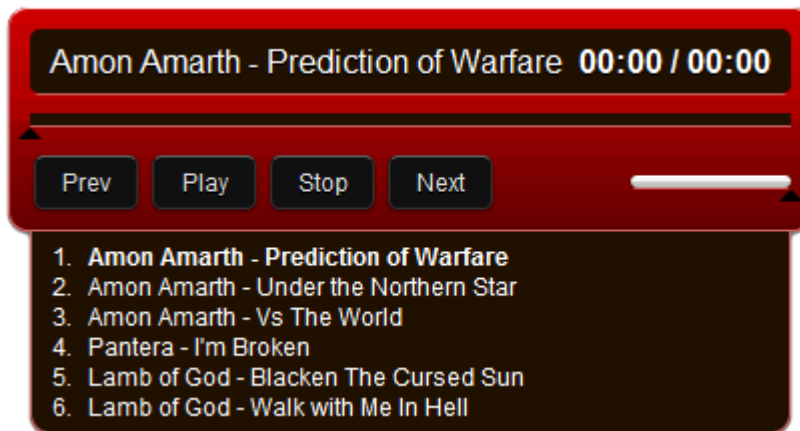 Amon Amarth - Prediction of Warfare 00:00 / 00:00
Prev Play Stop Next
1. Amon Amarth - Prediction of Warfare
2. Amon Amarth - Under the Northern Star
3. Amon Amarth - Vs The World
4. Pantera - I'm Broken
5. Lamb of God - Blacken The Cursed Sun
6. Lamb of God - Walk with Me In Hell